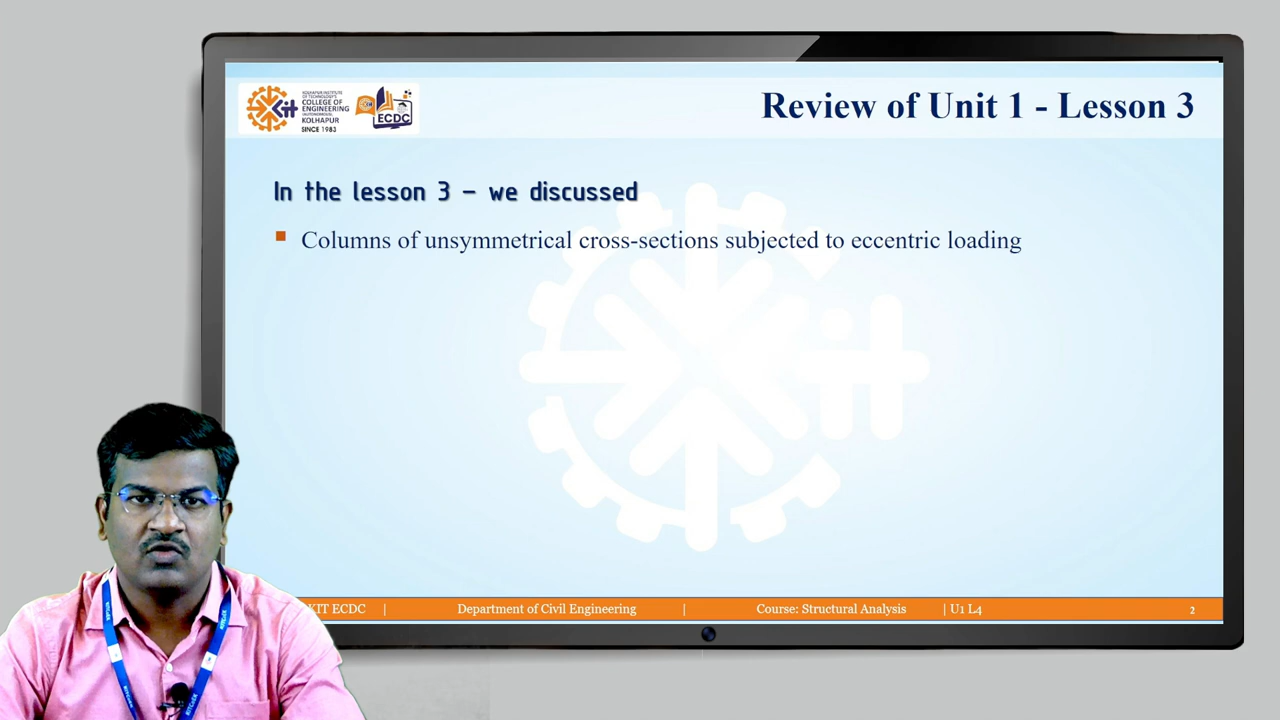 KOLHAPUR INSTITUTE
OF TECHNOLOGY'S
COLLEGE OF
ENGINEERING
(AUTONOMOUS),
KOLHAPUR
SINCE 1983
ECDC
Review of Unit 1 - Lesson 3
In the lesson 3 – we discussed
Columns of unsymmetrical cross-sections subjected to eccentric loading
KIT ECDC | Department of Civil Engineering | Course: Structural Analysis | U1 L4 2